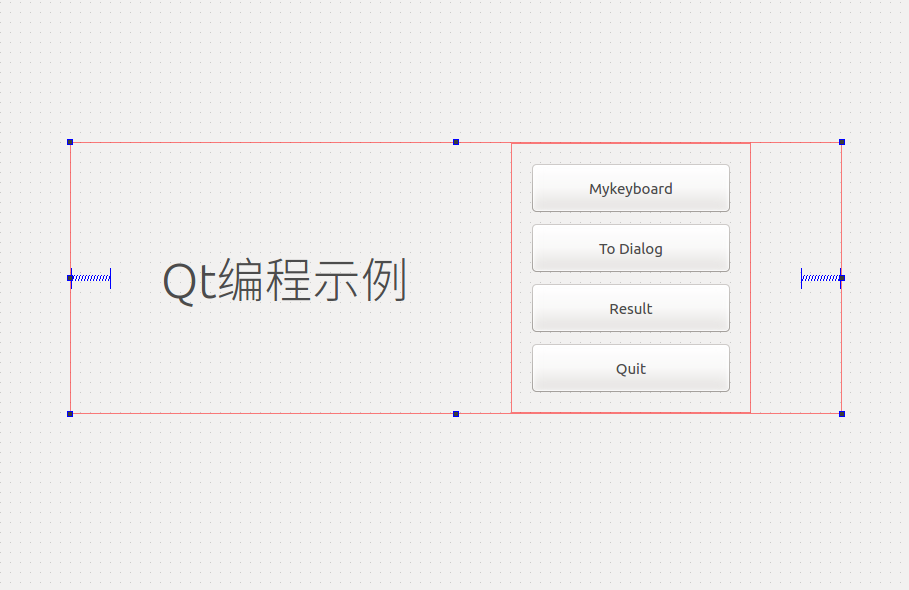 Qt编程示例
Mykeyboard
To Dialog
Result
Quit